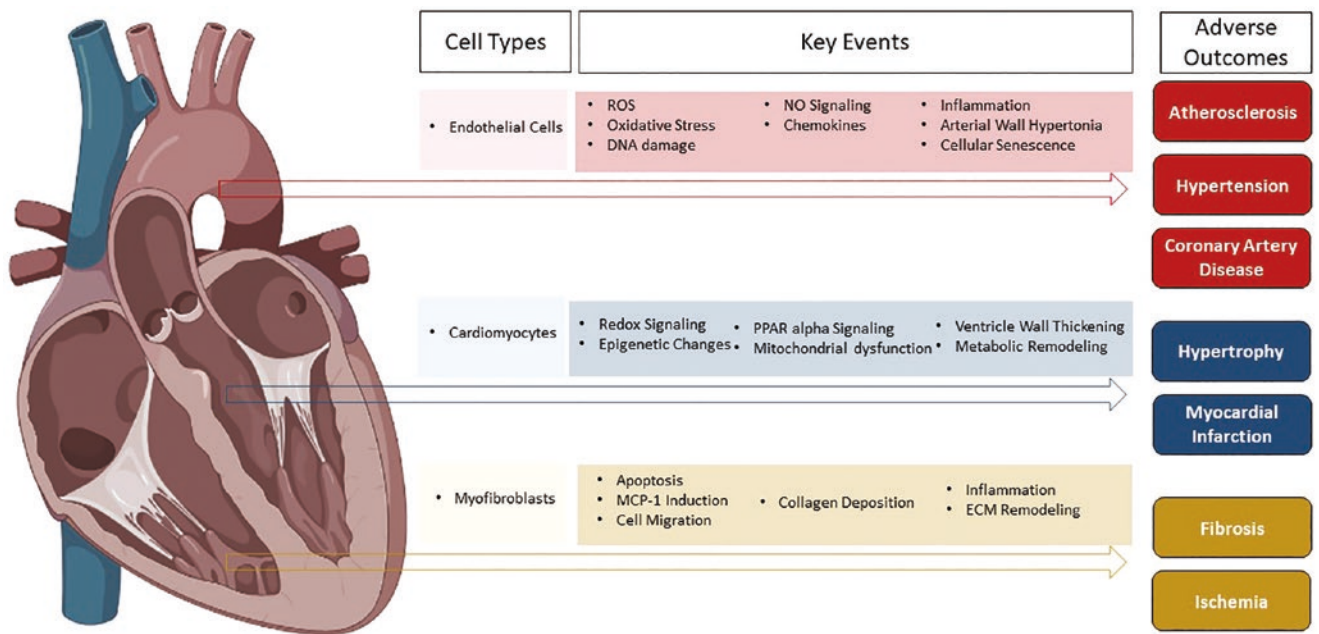 Cell Types
Key Events
Adverse
Outcomes
• Endothelial Cells
• ROS
• Oxidative Stress
• DNA damage
• NO Signaling
• Chemokines
• Inflammation
• Arterial Wall Hypertonia
• Cellular Senescence
Atherosclerosis
Hypertension
Coronary Artery
Disease
• Cardiomyocytes
• Redox Signaling
• Epigenetic Changes
• PPAR alpha Signaling
• Mitochondrial dysfunction
• Ventricle Wall Thickening
• Metabolic Remodeling
Hypertrophy
Myocardial
Infarction
• Myofibroblasts
• Apoptosis
• MCP-1 Induction
• Cell Migration
• Collagen Deposition
• Inflammation
• ECM Remodeling
Fibrosis
Ischemia